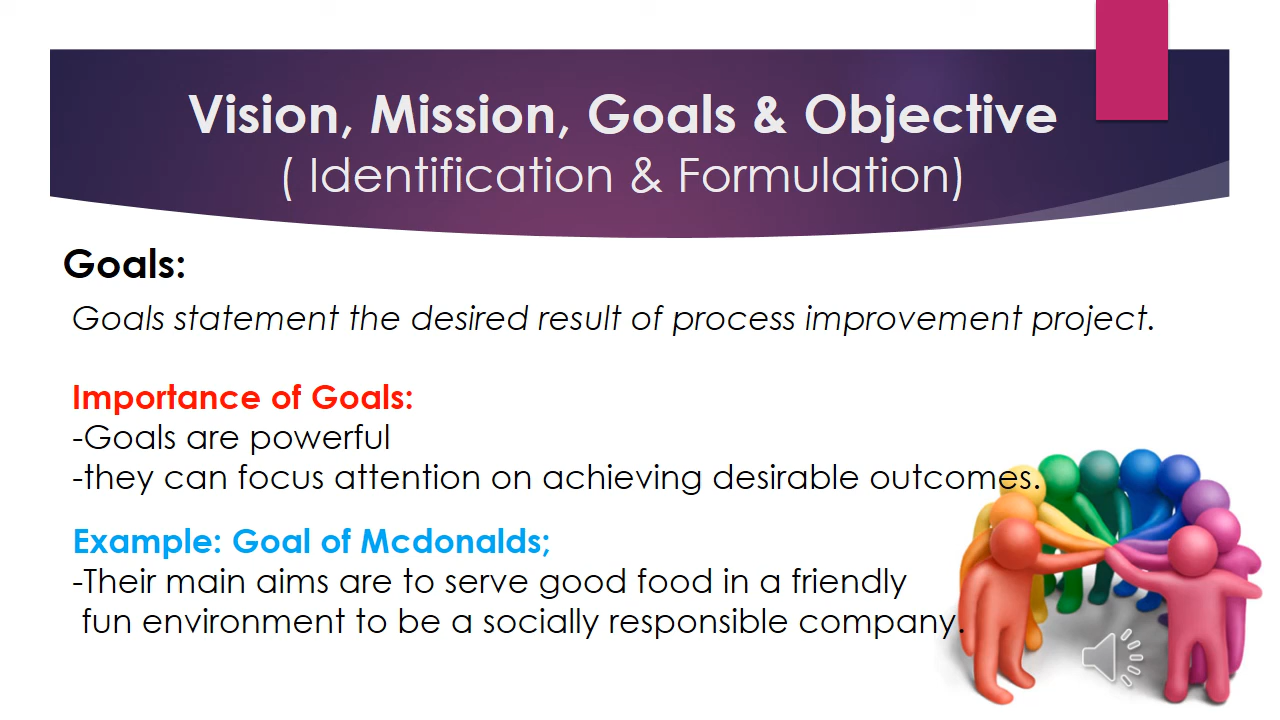 Vision, Mission, Goals & Objective
( Identification & Formulation)
Goals:
Goals statement the desired result of process improvement project.
Importance of Goals:
-Goals are powerful
-they can focus attention on achieving desirable outcomes.
Example: Goal of Mcdonalds;
-Their main aims are to serve good food in a friendly
fun environment to be a socially responsible company.